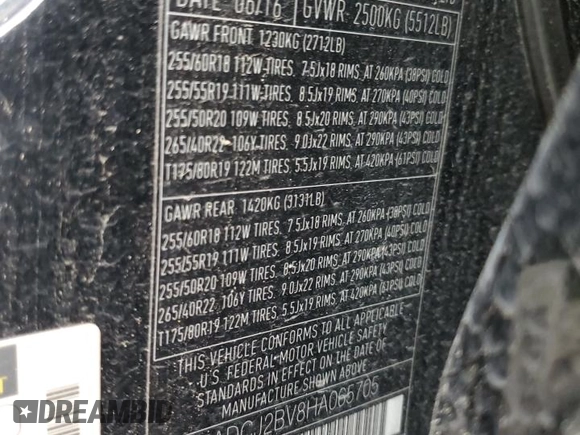 DATE 06/16 GVWR 2500KG (5512LB)
GAWR FRONT 1230KG (2712LB)
255/60R18 112W TIRES, 7.5Jx18 RIMS, AT 260KPA (38PSI) COLD
255/55R19 111W TIRES, 8.5Jx19 RIMS, AT 270KPA (40PSI) COLD
255/50R20 109W TIRES, 8.5Jx20 RIMS, AT 290KPA (43PSI) COLD
265/40R22 106Y TIRES, 9.0Jx22 RIMS, AT 290KPA (43PSI) COLD
T175/80R19 122M TIRES, 5.5Jx19 RIMS, AT 420KPA (61PSI) COLD
GAWR REAR 1420KG (3131LB)
255/60R18 112W TIRES, 7.5Jx18 RIMS, AT 260KPA (38PSI) COLD
255/55R19 111W TIRES, 8.5Jx19 RIMS, AT 270KPA (40PSI) COLD
255/50R20 109W TIRES, 8.5Jx20 RIMS, AT 290KPA (43PSI) COLD
265/40R22, 106Y TIRES, 9.0Jx22 RIMS, AT 290KPA (43PSI) COLD
T175/80R19 122M TIRES, 5.5Jx19 RIMS, AT 420KPA (61PSI) COLD
THIS VEHICLE CONFORMS TO ALL APPLICABLE
U.S. FEDERAL MOTOR VEHICLE SAFETY
STANDARDS IN EFFECT ON THE DATE OF
DREAMBID